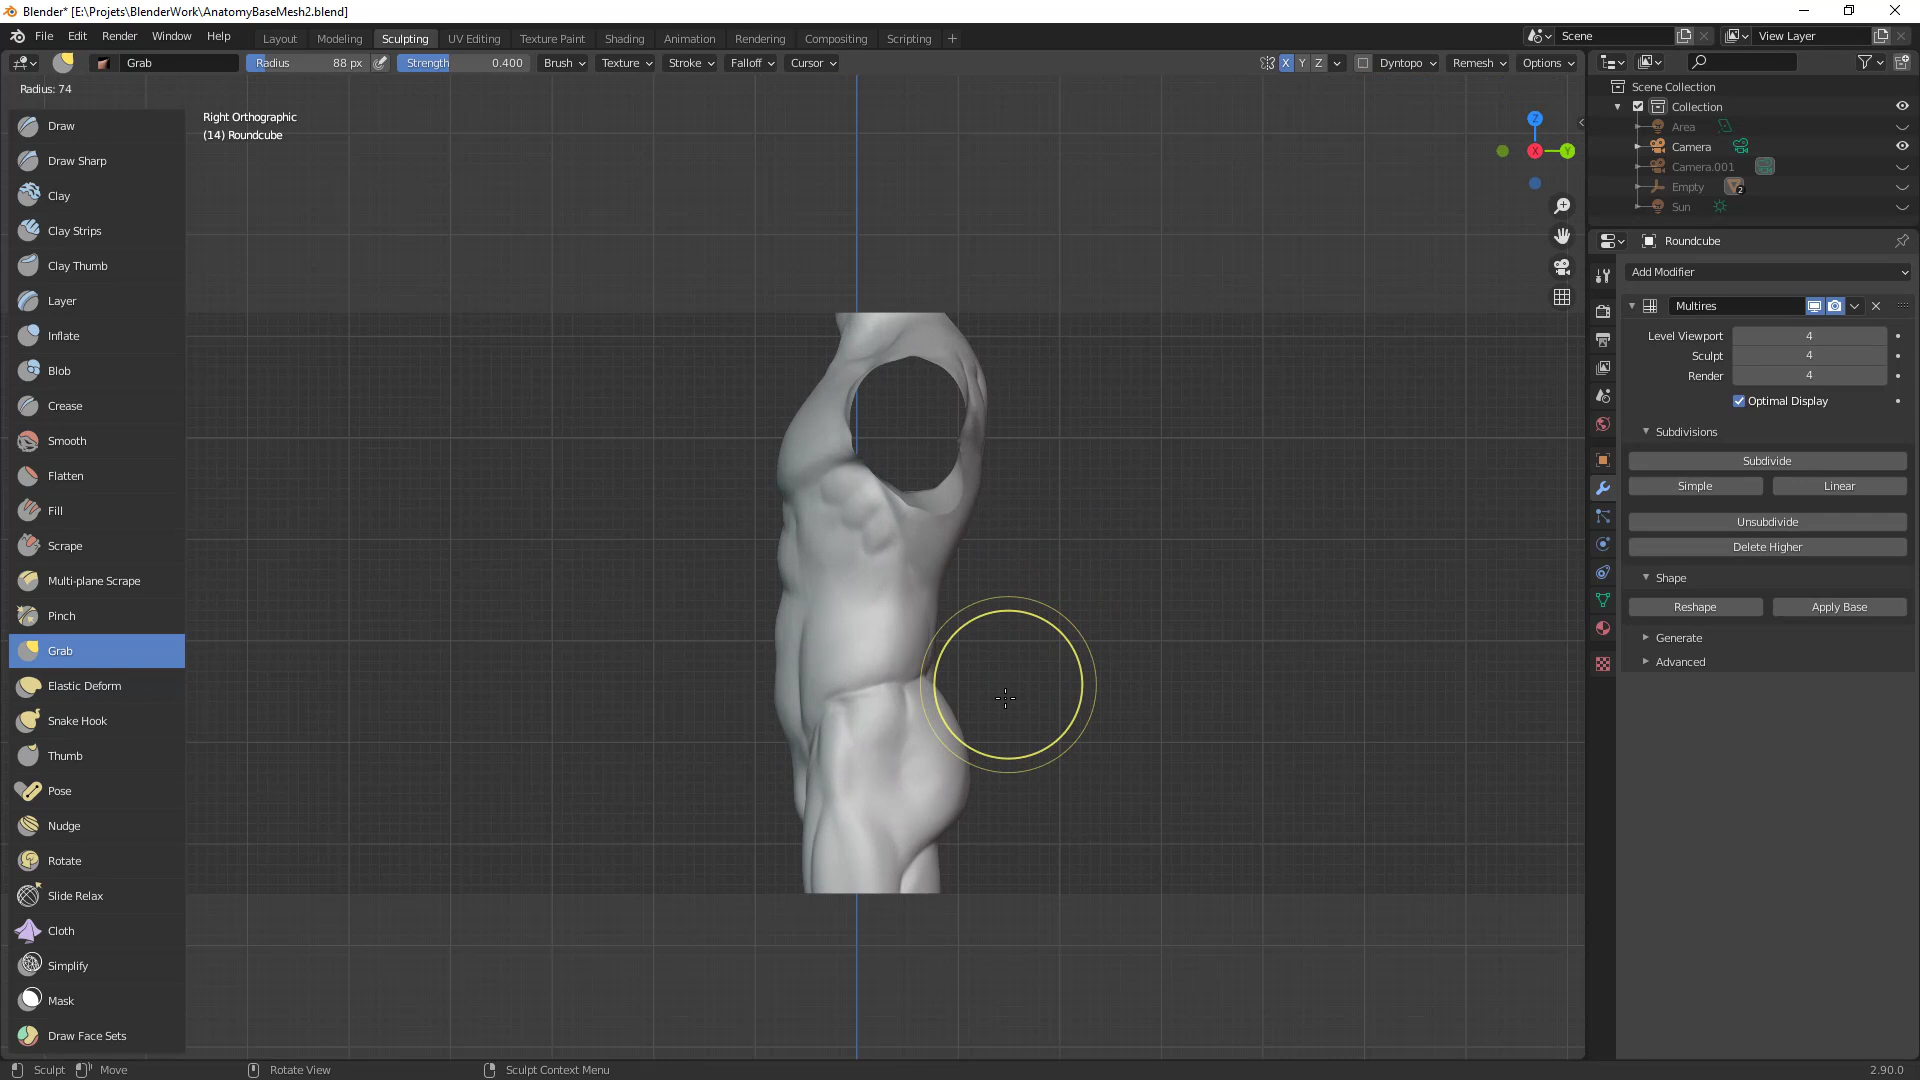 Blender* [E:\Projets\BlenderWork\AnatomyBaseMesh2.blend]
File Edit Render Window Help Layout Modeling Sculpting UV Editing Texture Paint Shading Animation Rendering Compositing Scripting + Scene View Layer
Grab Radius 88 px Strength 0.400 Brush Texture Stroke Falloff Cursor X Y Z Dyntopo Remesh Options
Radius: 74
Right Orthographic
(14) Roundcube
Z
X
Y
Draw
Draw Sharp
Clay
Clay Strips
Clay Thumb
Layer
Inflate
Blob
Crease
Smooth
Flatten
Fill
Scrape
Multi-plane Scrape
Pinch
Grab
Elastic Deform
Snake Hook
Thumb
Pose
Nudge
Rotate
Slide Relax
Cloth
Simplify
Mask
Draw Face Sets
Scene Collection
Collection
Area
Camera
Camera.001
Empty 2
Sun
Roundcube
Add Modifier
Multires
Level Viewport 4
Sculpt 4
Render 4
Optimal Display
Subdivisions
Subdivide
Simple Linear
Unsubdivide
Delete Higher
Shape
Reshape Apply Base
Generate
Advanced
Sculpt Move Rotate View Sculpt Context Menu 2.90.0